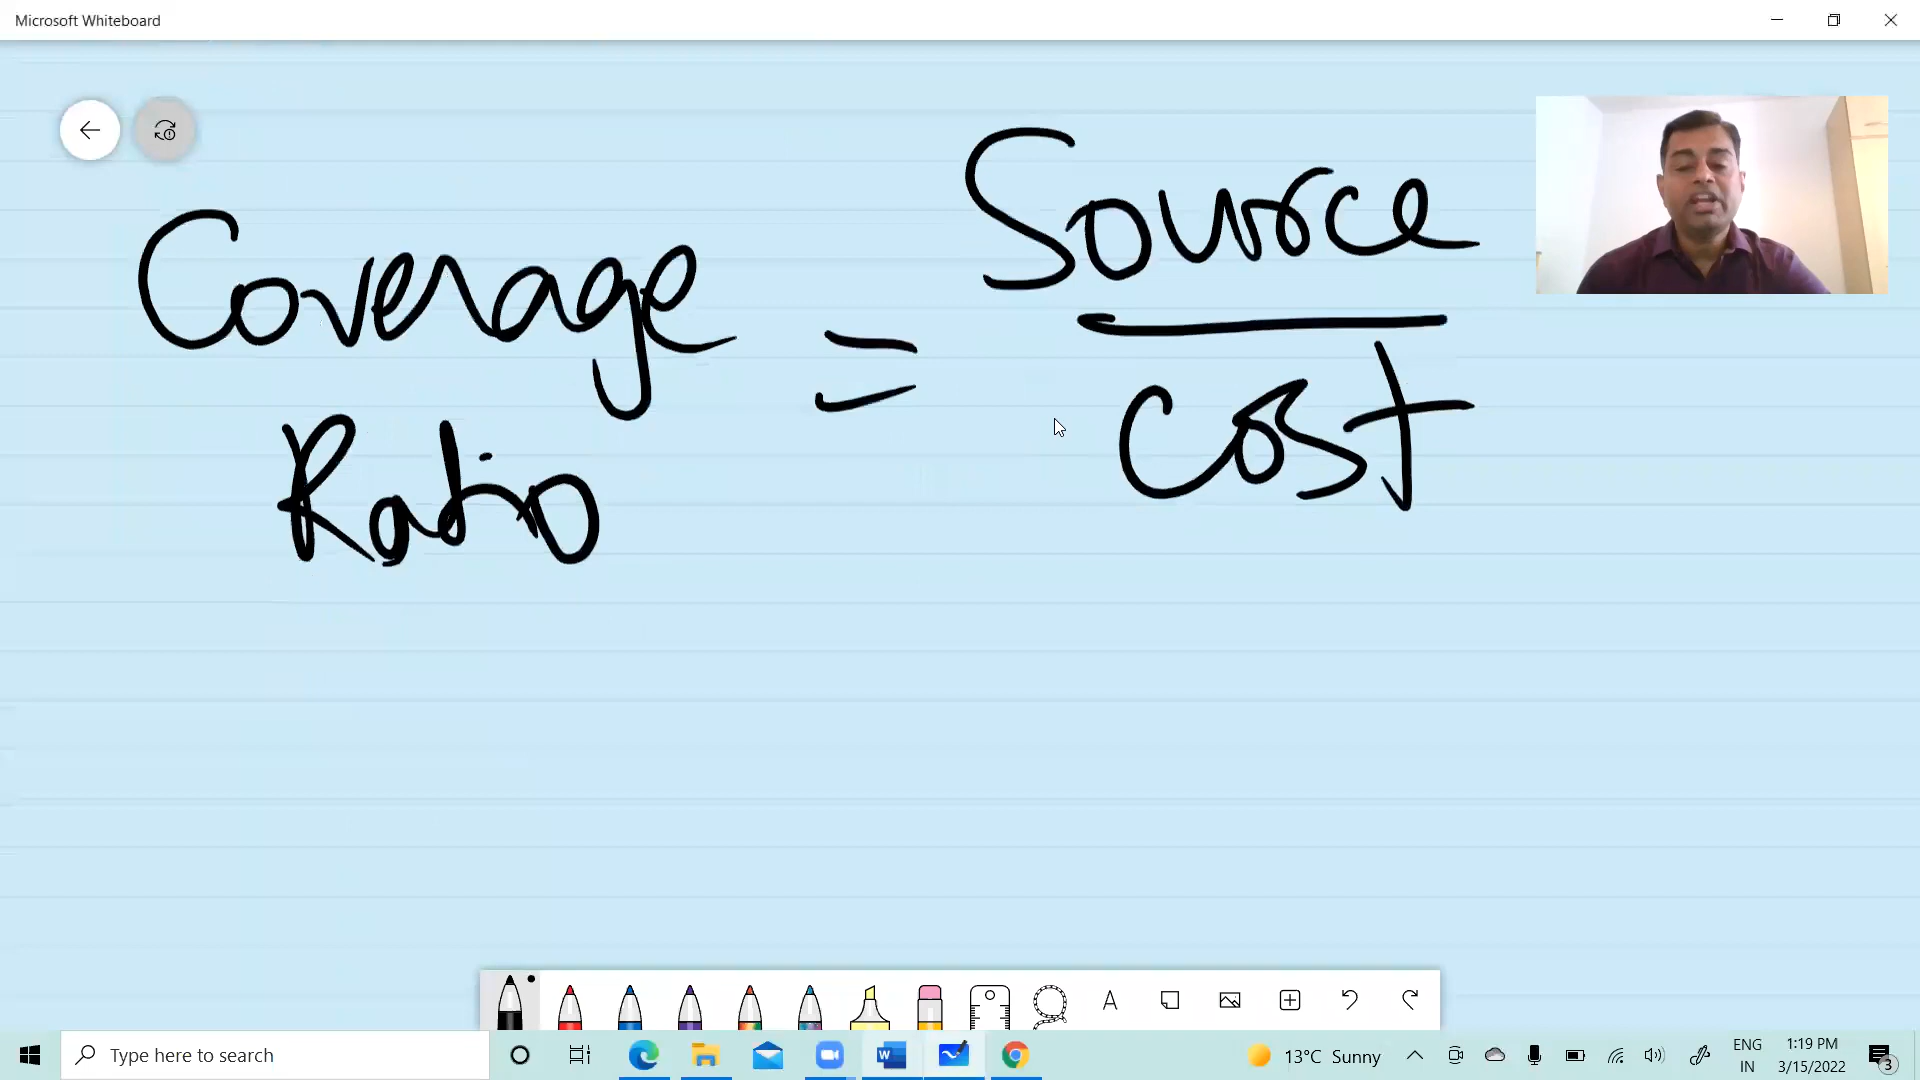 Microsoft Whiteboard
Coverage
Ratio
=
Source
Cost
A
Type here to search
13°C Sunny
ENG
IN
1:19 PM
3/15/2022
3